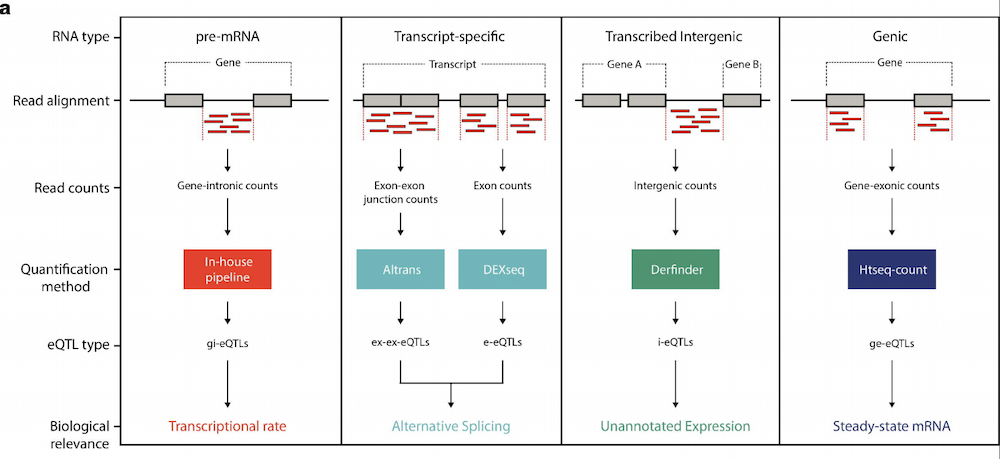 a
RNA type
pre-mRNA
Transcript-specific
Transcribed Intergenic
Genic
Gene
Transcript
Gene A
Gene B
Gene
Read alignment
Read counts
Gene-intronic counts
Exon-exon
junction counts
Exon counts
Intergenic counts
Gene-exonic counts
Quantification
method
In-house
pipeline
Altrans
DEXseq
Derfinder
Htseq-count
eQTL type
gi-eQTLs
ex-ex-eQTLs
e-eQTLs
i-eQTLs
ge-eQTLs
Biological
relevance
Transcriptional rate
Alternative Splicing
Unannotated Expression
Steady-state mRNA